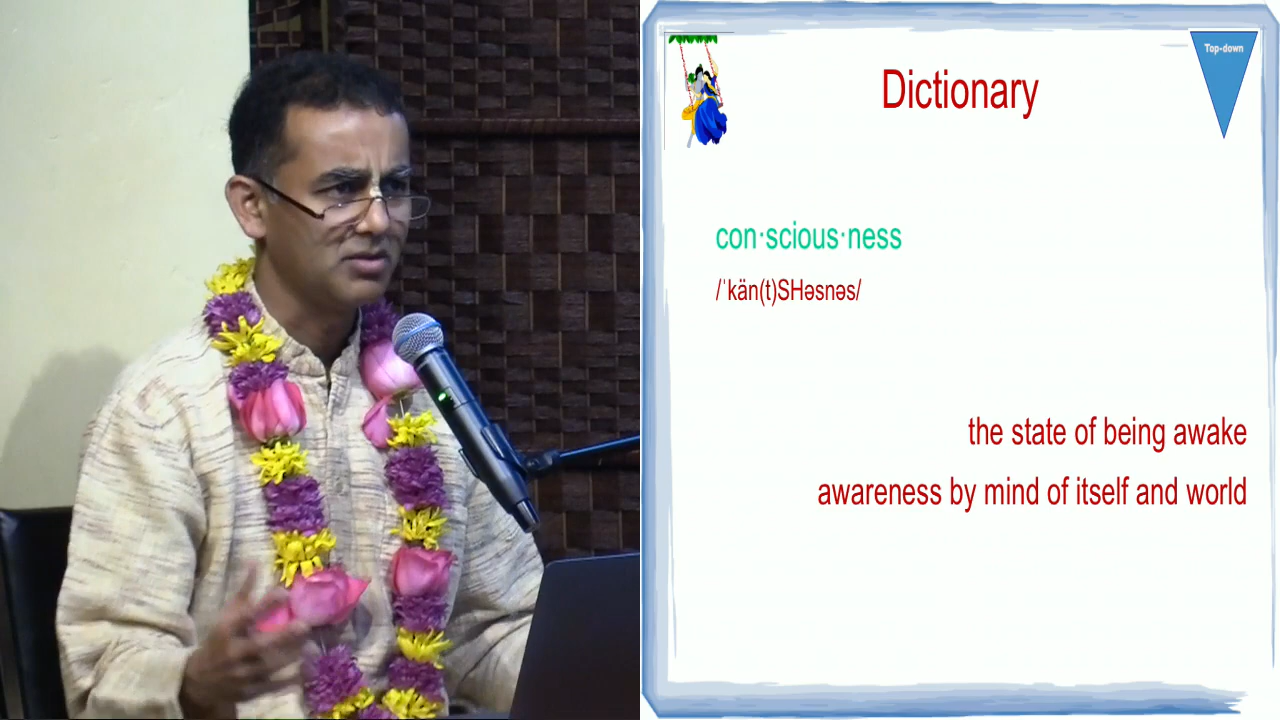 Dictionary
Top-down
con·scious·ness
/ˈkän(t)SHəsnəs/
the state of being awake
awareness by mind of itself and world